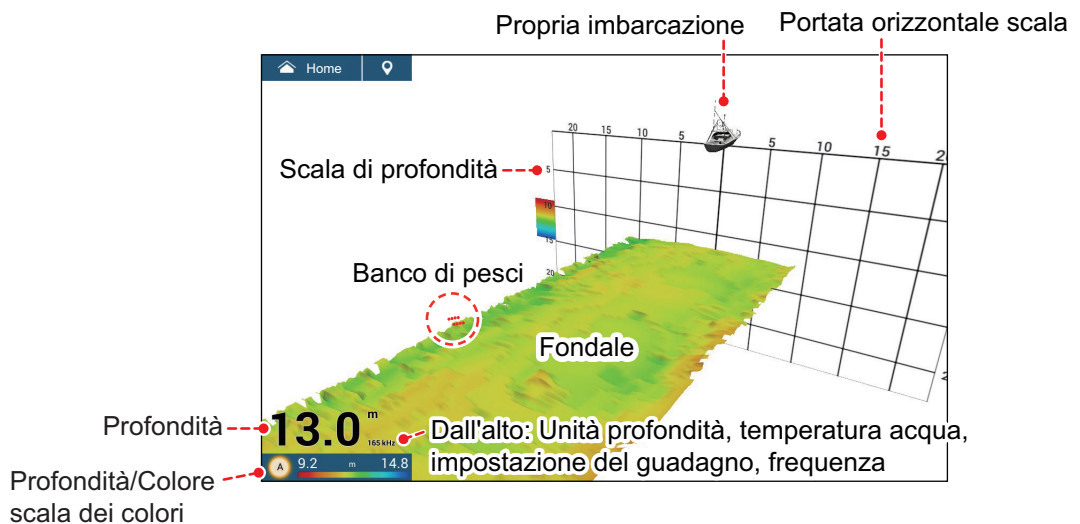 Propria imbarcazione
Portata orizzontale scala
Home
20 15 10 5 5 10 15 2
Scala di profondità
5
10
15
20
2
Banco di pesci
Fondale
Profondità
13.0 m
165 kHz
Dall'alto: Unità profondità, temperatura acqua,
impostazione del guadagno, frequenza
A 9.2 m 14.8
Profondità/Colore
scala dei colori